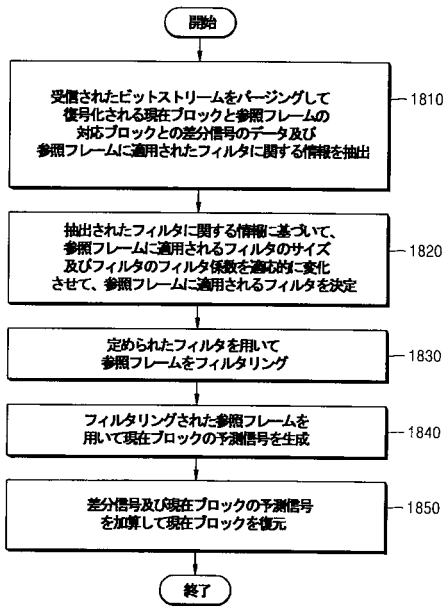 開始
受信されたビットストリームをパージングして
復号化される現在ブロックと参照フレームの
対応ブロックとの差分信号のデータ及び
参照フレームに適用されたフィルタに関する情報を抽出
1810
抽出されたフィルタに関する情報に基づいて、
参照フレームに適用されるフィルタのサイズ
及びフィルタのフィルタ係数を適応的に変化
させて、参照フレームに適用されるフィルタを決定
1820
定められたフィルタを用いて
参照フレームをフィルタリング
1830
フィルタリングされた参照フレームを
用いて現在ブロックの予測信号を生成
1840
差分信号及び現在ブロックの予測信号
を加算して現在ブロックを復元
1850
終了